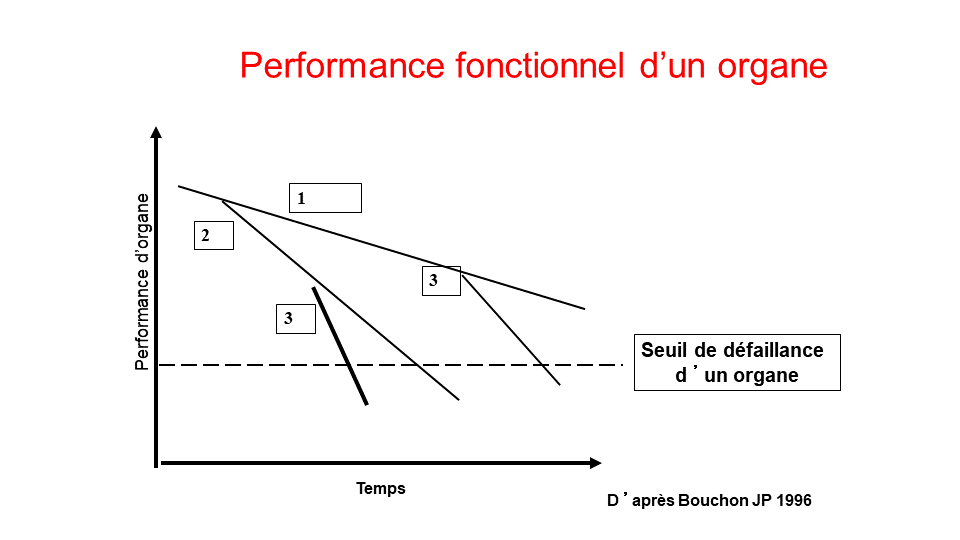 Performance fonctionnel d’un organe
Performance d’organe
1
2
3
3
Seuil de défaillance
d ’ un organe
Temps
D ’ après Bouchon JP 1996